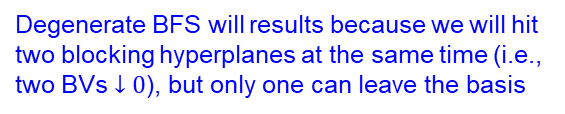 Degenerate BFS will results because we will hit
two blocking hyperplanes at the same time (i.e.,
two BVs ↓ 0), but only one can leave the basis